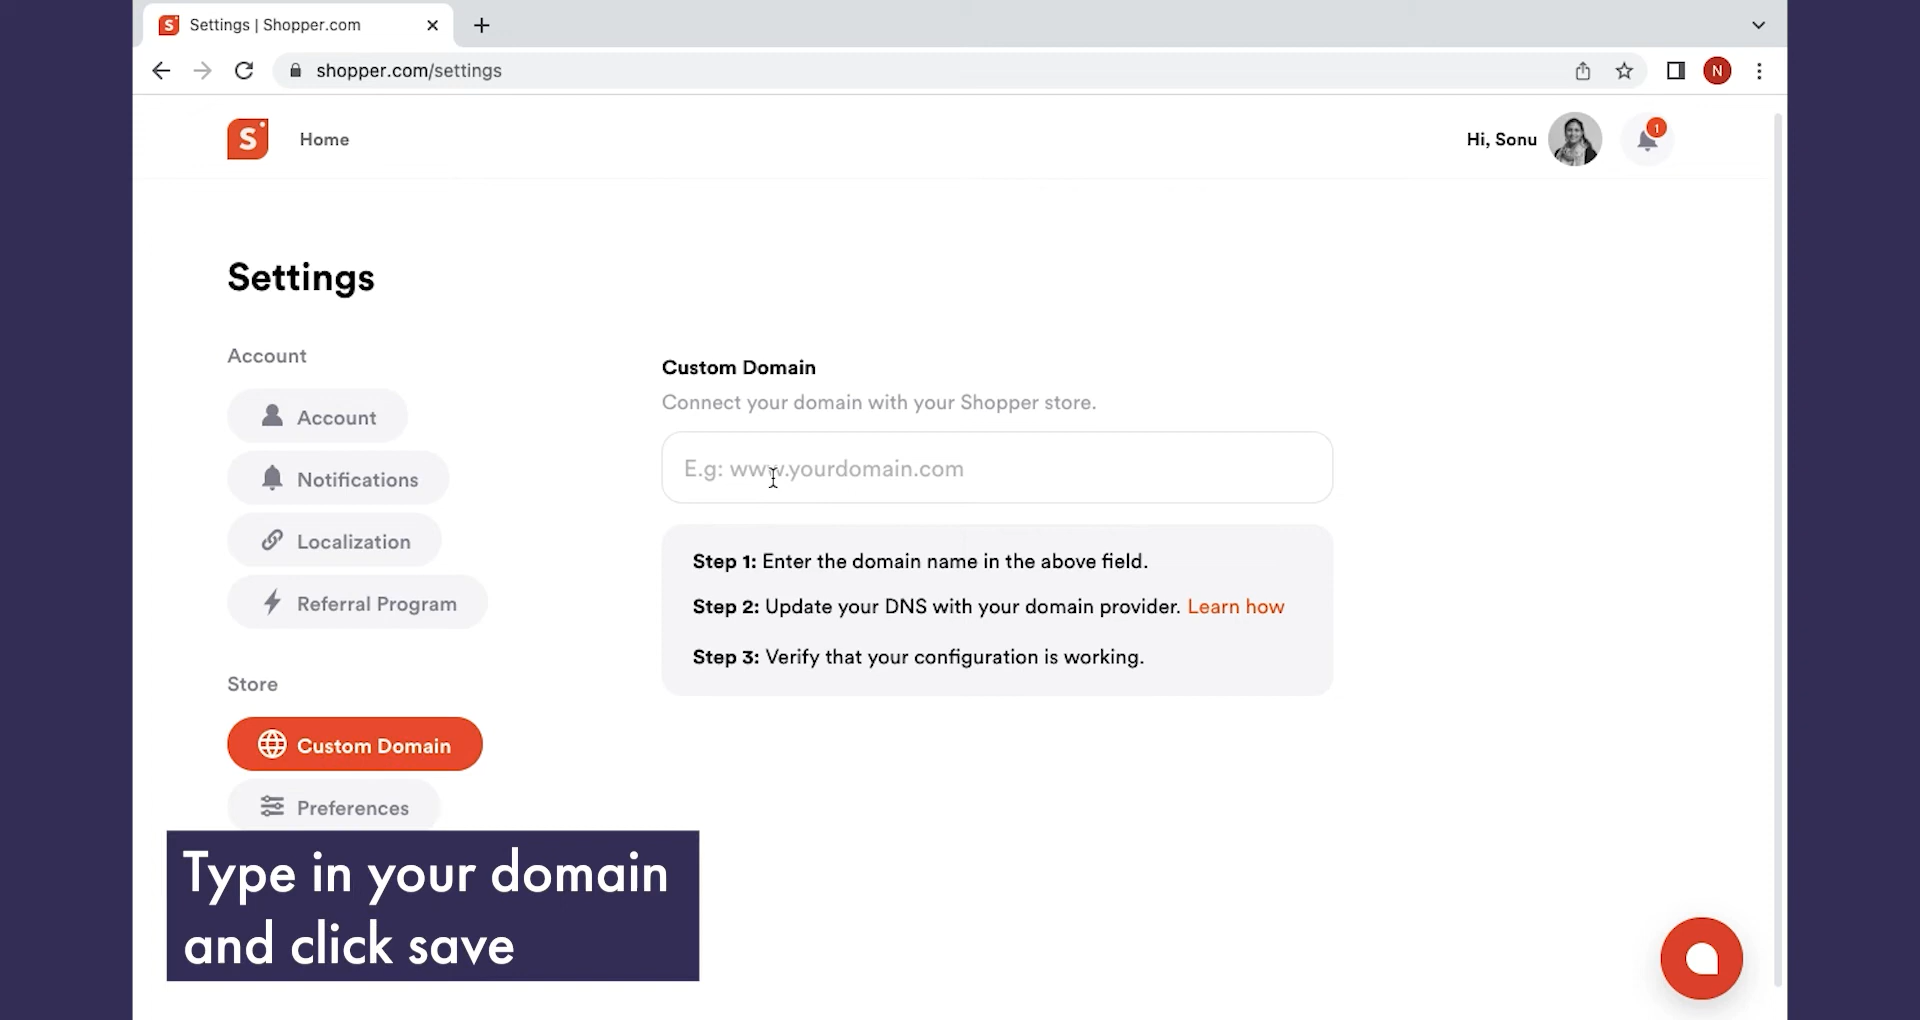 Settings | Shopper.com
shopper.com/settings
N
S
Home
Hi, Sonu
1
Settings
Account
Account
Notifications
Localization
Referral Program
Store
Custom Domain
Preferences
Custom Domain
Connect your domain with your Shopper store.
E.g: www.yourdomain.com
Step 1: Enter the domain name in the above field.
Step 2: Update your DNS with your domain provider. Learn how
Step 3: Verify that your configuration is working.
Type in your domain
and click save